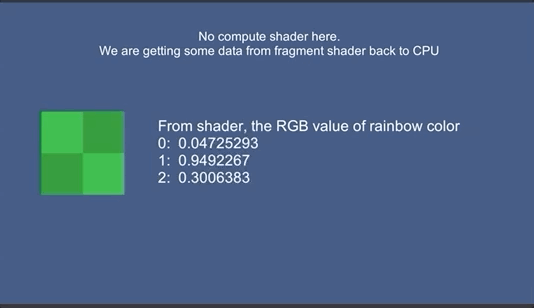 No compute shader here.
We are getting some data from fragment shader back to CPU
From shader, the RGB value of rainbow color
0: 0.04725293
1: 0.9492267
2: 0.3006383